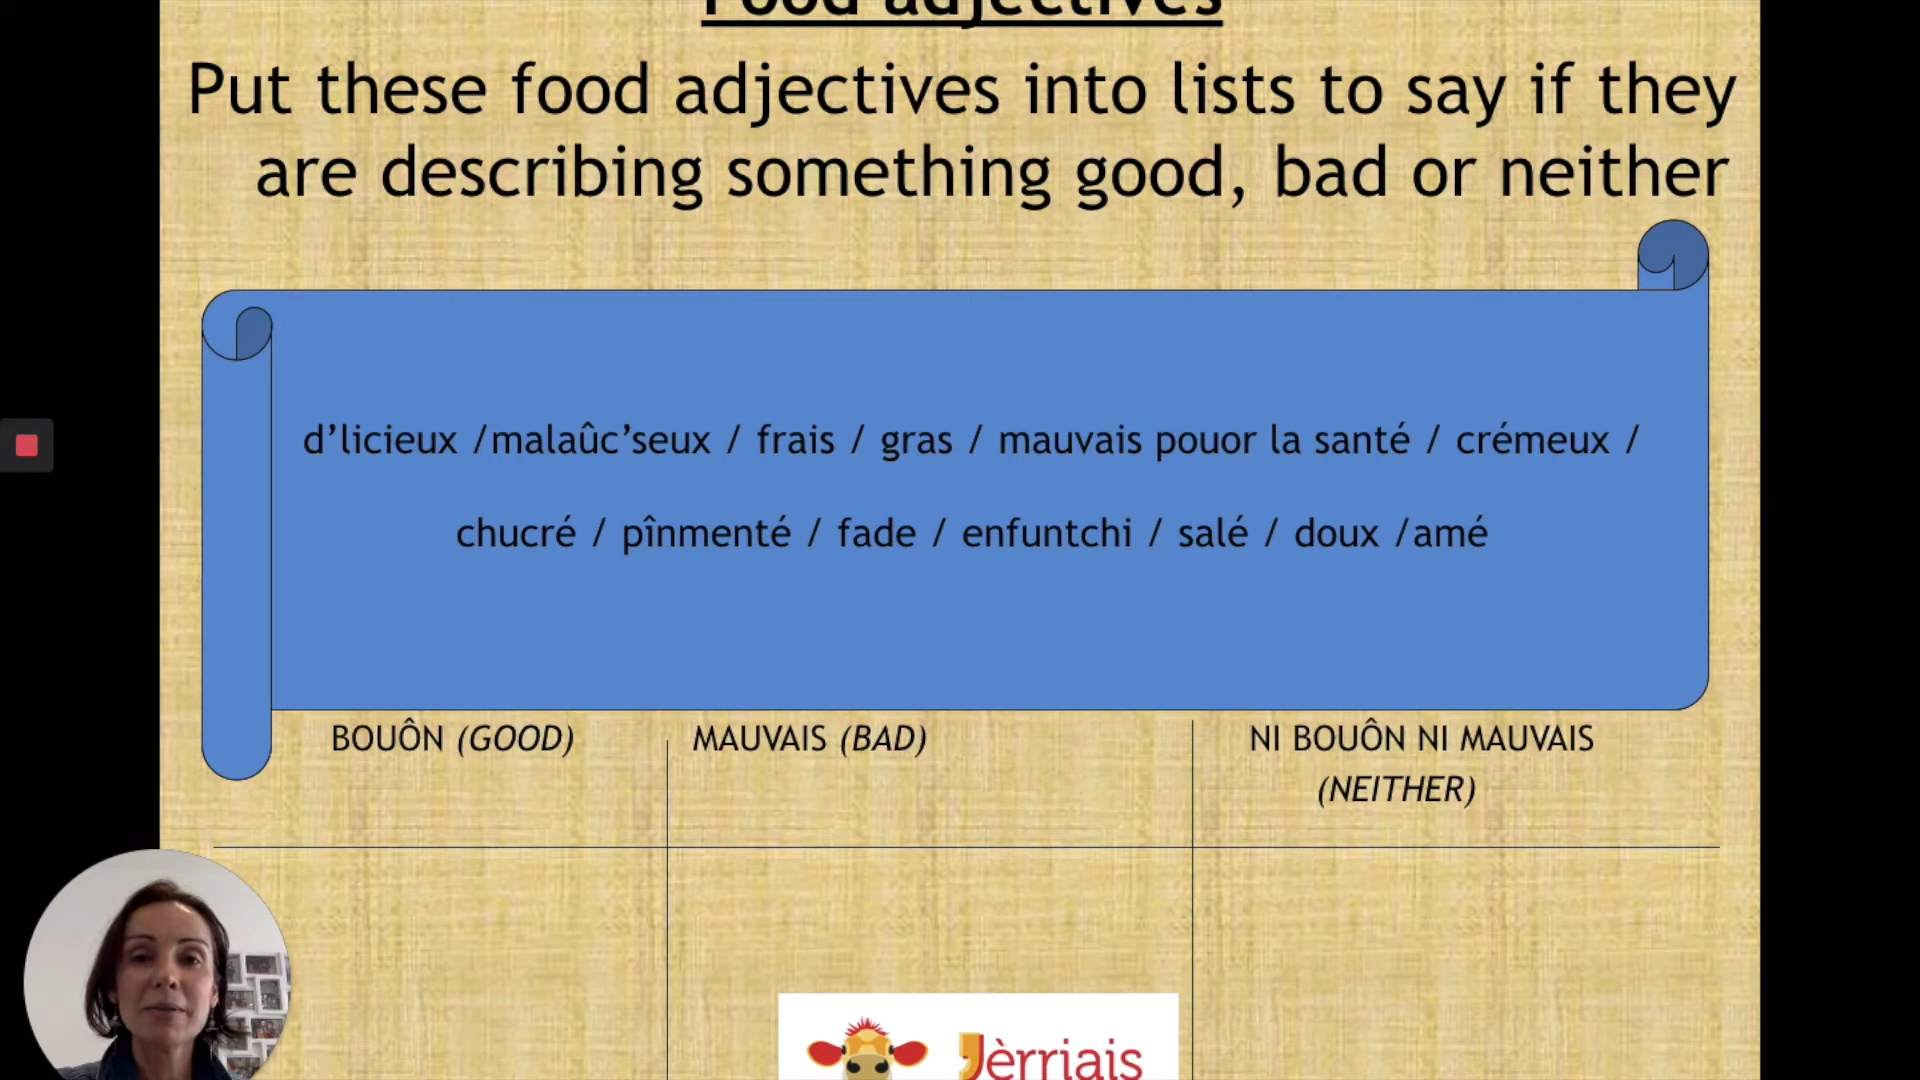 Food adjectives
Put these food adjectives into lists to say if they
are describing something good, bad or neither
d’licieux /malaûc’seux / frais / gras / mauvais pouor la santé / crémeux /
chucré / pînmenté / fade / enfuntchi / salé / doux /amé
BOUÔN (GOOD)
MAUVAIS (BAD)
NI BOUÔN NI MAUVAIS
(NEITHER)
Jèrriais